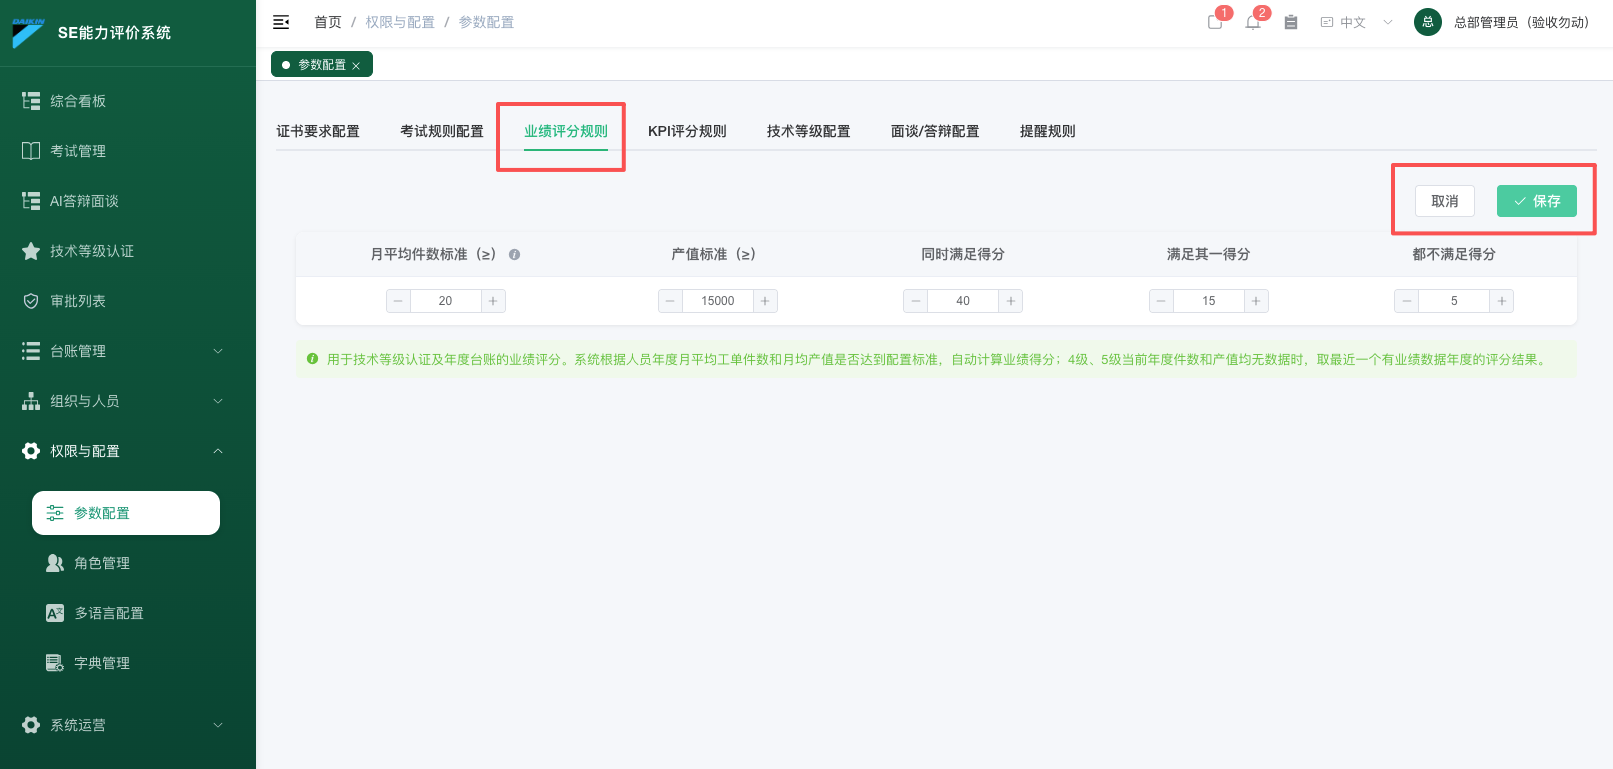 DAIKIN
SE能力评价系统
首页 / 权限与配置 / 参数配置
1
2
中文
总
总部管理员（验收勿动）
参数配置
综合看板
考试管理
AI答辩面谈
技术等级认证
审批列表
台账管理
组织与人员
权限与配置
参数配置
角色管理
多语言配置
字典管理
系统运营
证书要求配置 考试规则配置 业绩评分规则 KPI评分规则 技术等级配置 面谈/答辩配置 提醒规则
取消 保存
月平均件数标准（≥） 产值标准（≥） 同时满足得分 满足其一得分 都不满足得分
20 15000 40 15 5
用于技术等级认证及年度台账的业绩评分。系统根据人员年度月平均工单件数和月均产值是否达到配置标准，自动计算业绩得分；4级、5级当前年度件数和产值均无数据时，取最近一个有业绩数据年度的评分结果。